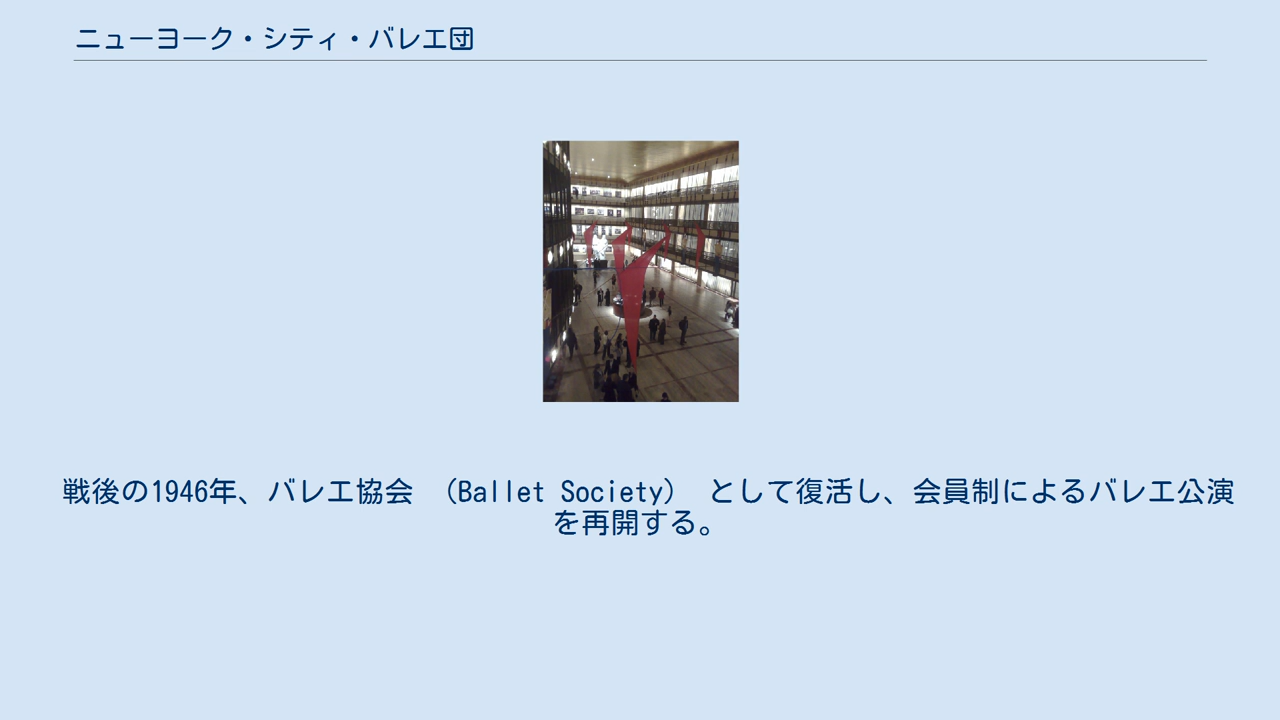 ニューヨーク・シティ・バレエ団
戦後の1946年、バレエ協会 （Ballet Society） として復活し、会員制によるバレエ公演
を再開する。